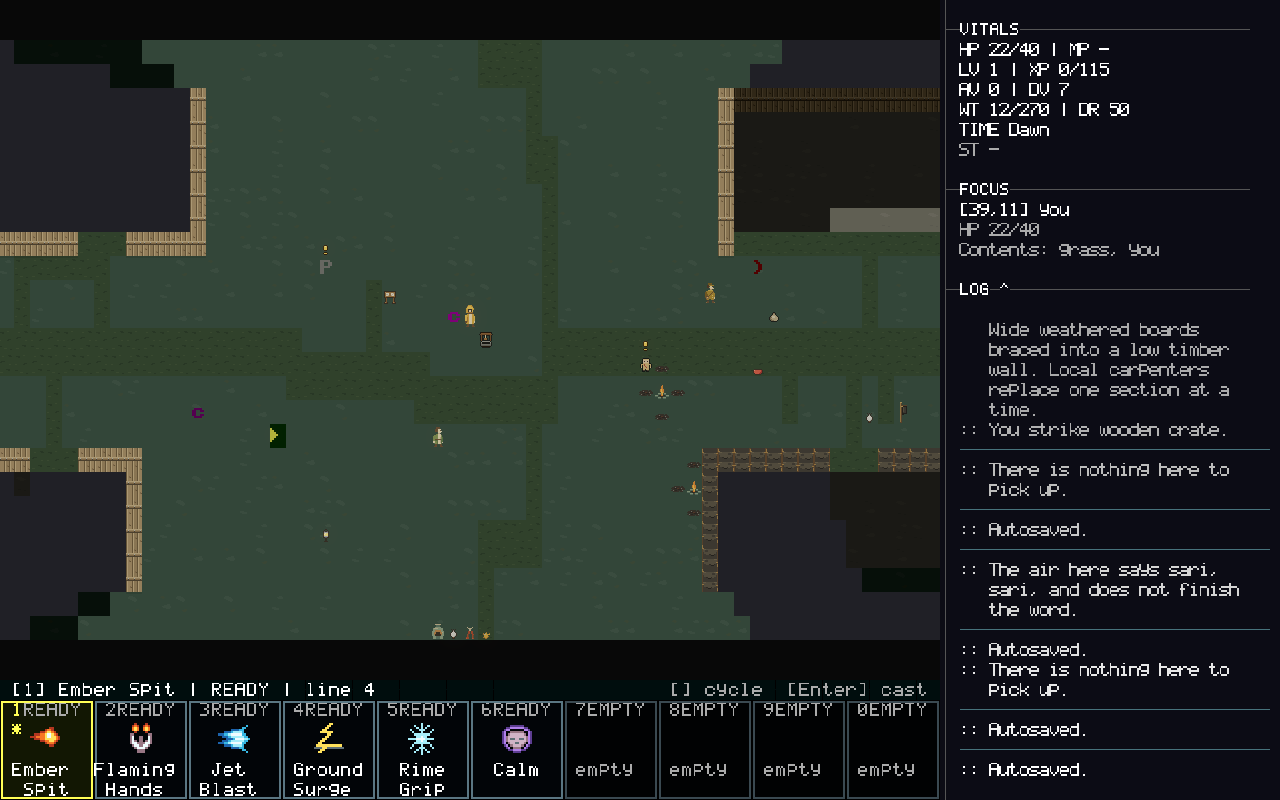 VITALS
HP 22/40 | MP -
LV 1 | XP 0/115
AV 0 | DV 7
WT 12/270 | DR 50
TIME Dawn
ST -
FOCUS
[39,11] You
HP 22/40
Contents: grass, You
LOG ^
Wide weathered boards
braced into a low timber
wall. Local carpenters
replace one section at a
time.
:: You strike wooden crate.
:: There is nothing here to
pick up.
:: Autosaved.
:: The air here says sari,
sari, and does not finish
the word.
:: Autosaved.
:: There is nothing here to
pick up.
:: Autosaved.
:: Autosaved.
P
c
c
[1] Ember Spit | READY | line 4
[] cycle [Enter] cast
1READY 2READY 3READY 4READY 5READY 6READY 7EMPTY 8EMPTY 9EMPTY 0EMPTY
*
Ember Flaming Jet Ground Rime Calm empty empty empty empty
Spit Hands Blast Surge Grip